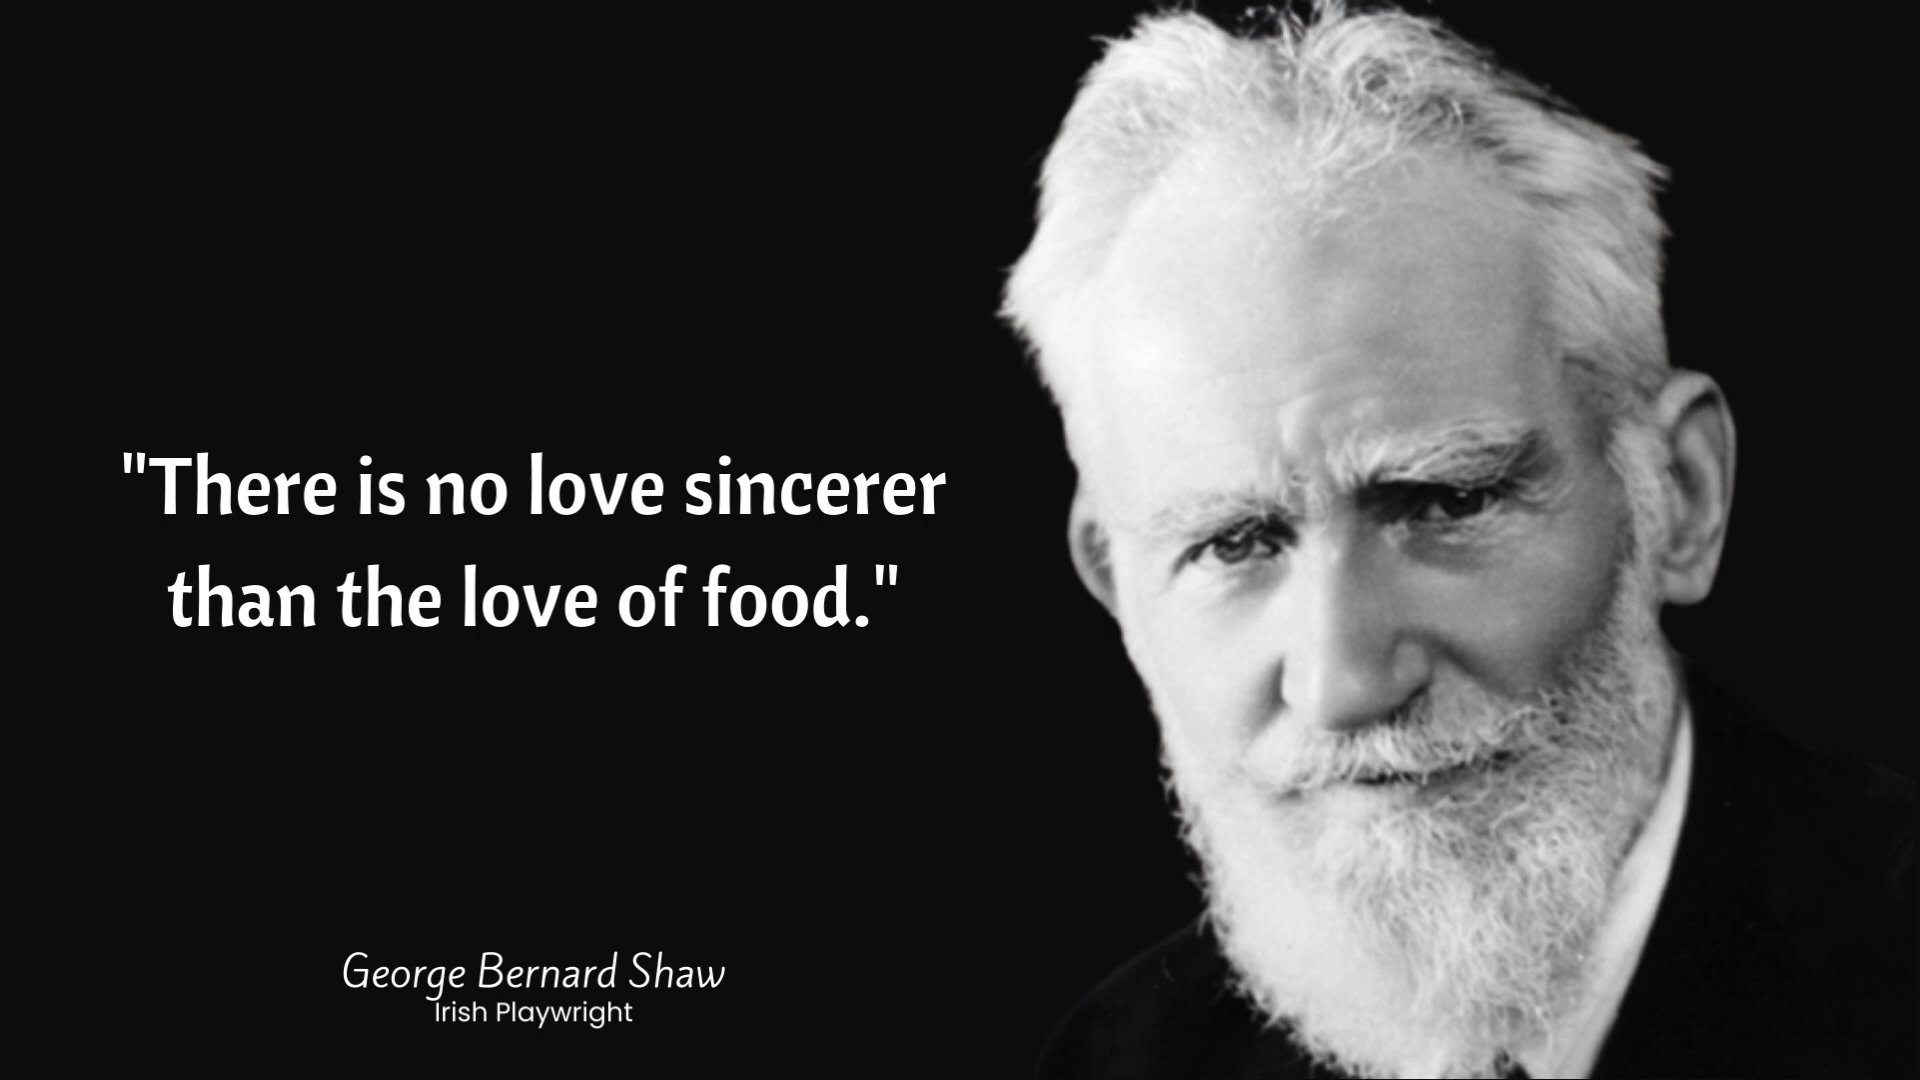 "There is no love sincerer
than the love of food."
George Bernard Shaw
Irish Playwright